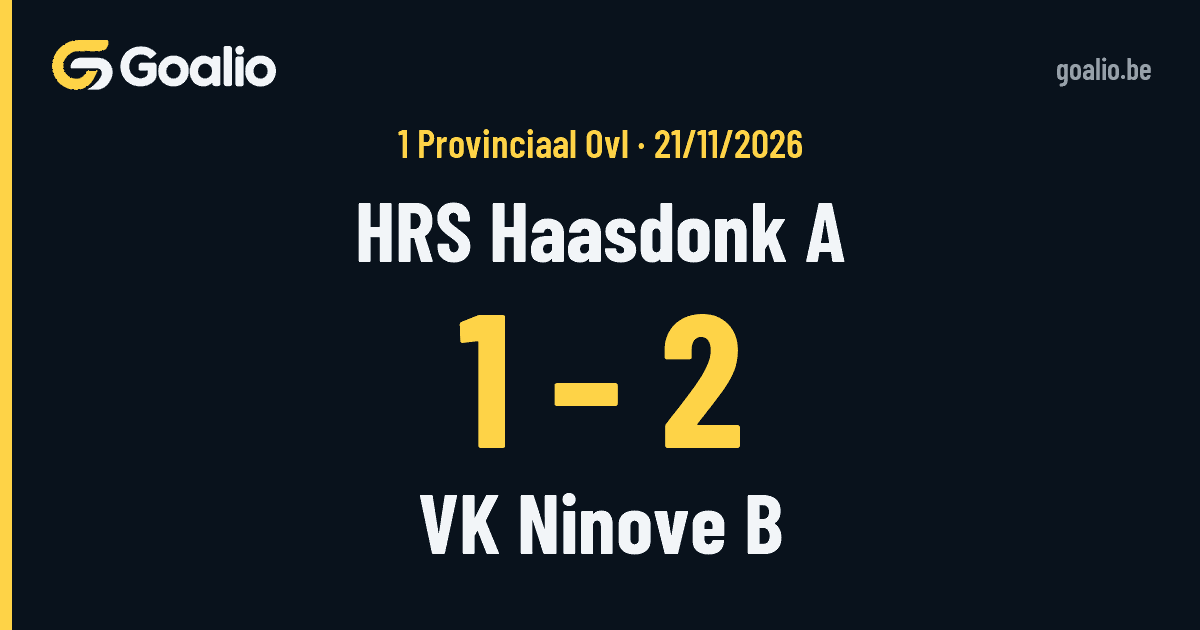 Goalio
goalio.be
1 Provinciaal Ovl · 21/11/2026
HRS Haasdonk A
1 – 2
VK Ninove B